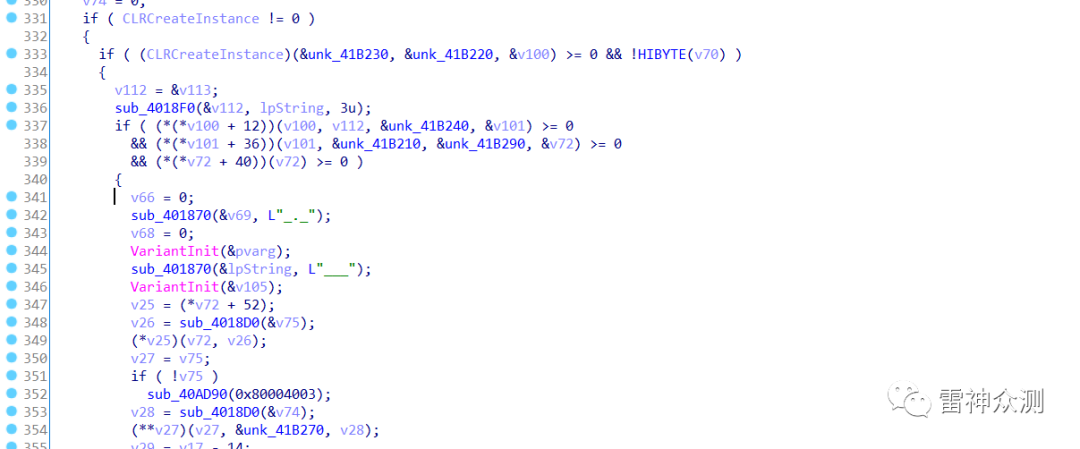 330 v74 = 0;
331 if ( CLRCreateInstance != 0 )
332 {
333 if ( (CLRCreateInstance)(&unk_41B230, &unk_41B220, &v100) >= 0 && !HIBYTE(v70) )
334 {
335 v112 = &v113;
336 sub_4018F0(&v112, lpString, 3u);
337 if ( (*(*v100 + 12))(v100, v112, &unk_41B240, &v101) >= 0
338 && (*(*v101 + 36))(v101, &unk_41B210, &unk_41B290, &v72) >= 0
339 && (*(*v72 + 40))(v72) >= 0 )
340 {
341 v66 = 0;
342 sub_401870(&v69, L"_._");
343 v68 = 0;
344 VariantInit(&pvarg);
345 sub_401870(&lpString, L"___");
346 VariantInit(&v105);
347 v25 = (*v72 + 52);
348 v26 = sub_4018D0(&v75);
349 (*v25)(v72, v26);
350 v27 = v75;
351 if ( !v75 )
352 sub_40AD90(0x80004003);
353 v28 = sub_4018D0(&v74);
354 (**v27)(v27, &unk_41B270, v28);
355 v29 = v17 - 14;
雷神众测